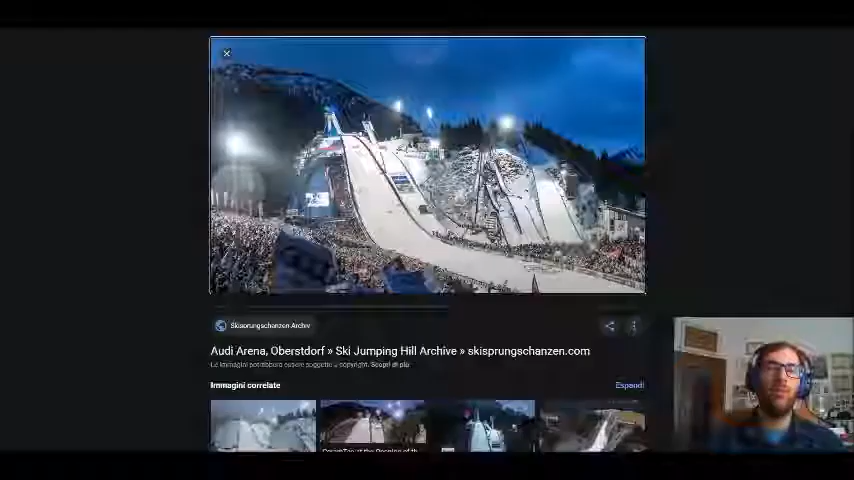 Skisprungschanzen Archiv
Audi Arena, Oberstdorf » Ski Jumping Hill Archive » skisprungschanzen.com
Le immagini potrebbero essere soggette a copyright. Scopri di più
Immagini correlate
Espandi